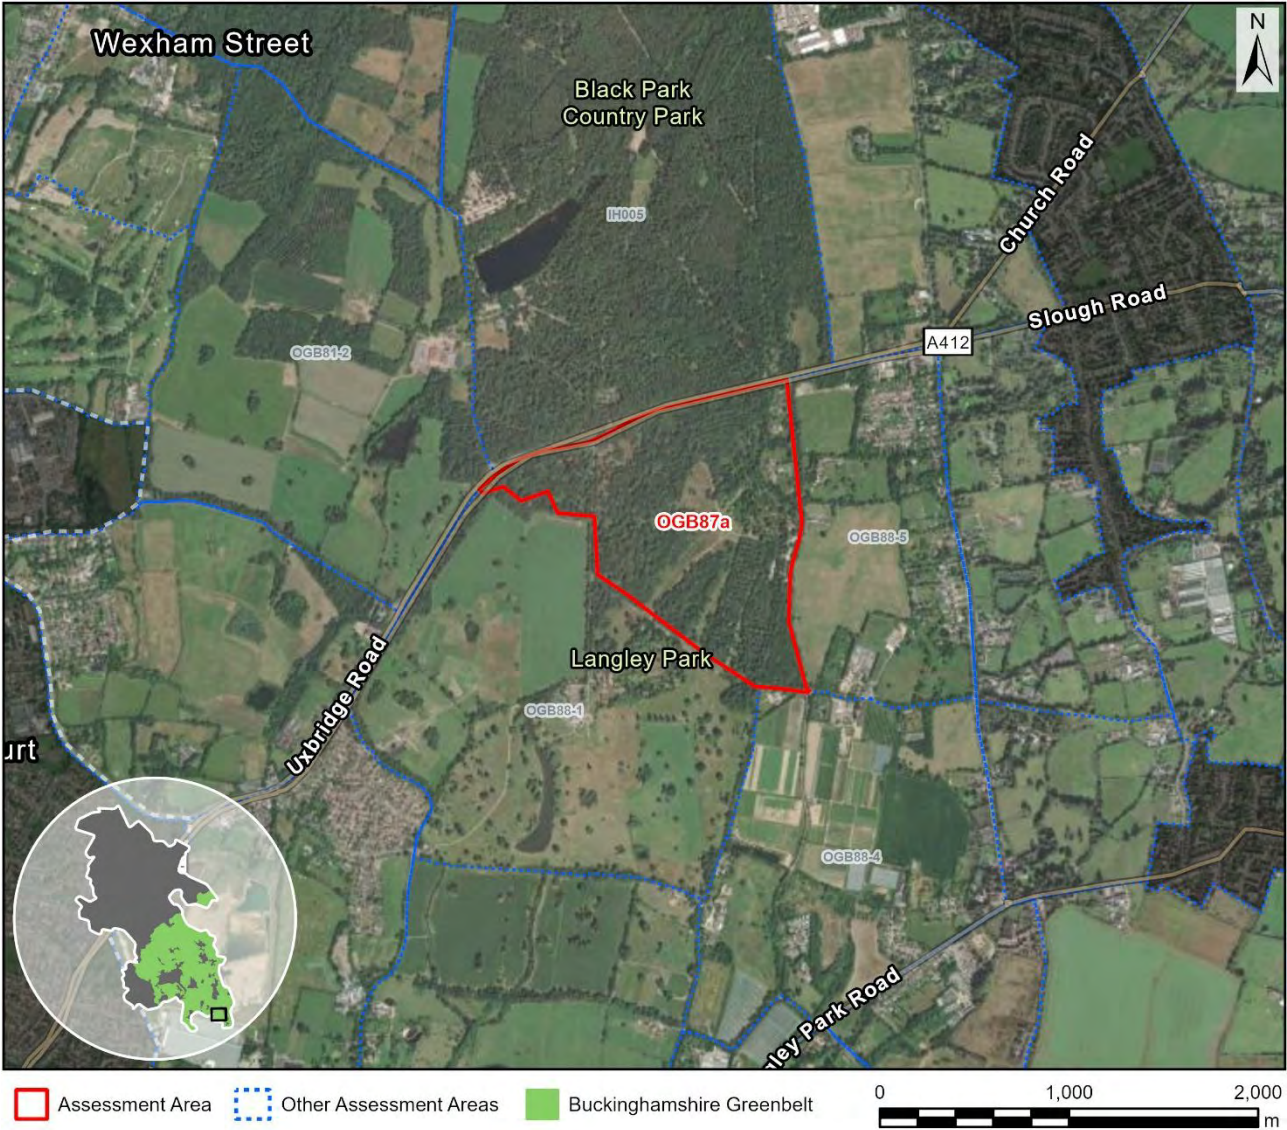 Wexham Street
N
Black Park
Country Park
IH005
Church Road
Slough Road
A412
OGB81-2
OGB87a
OGB88-5
Langley Park
OGB88-1
Uxbridge Road
urt
OGB88-4
ley Park Road
Assessment Area
Other Assessment Areas
Buckinghamshire Greenbelt
0 1,000 2,000
m